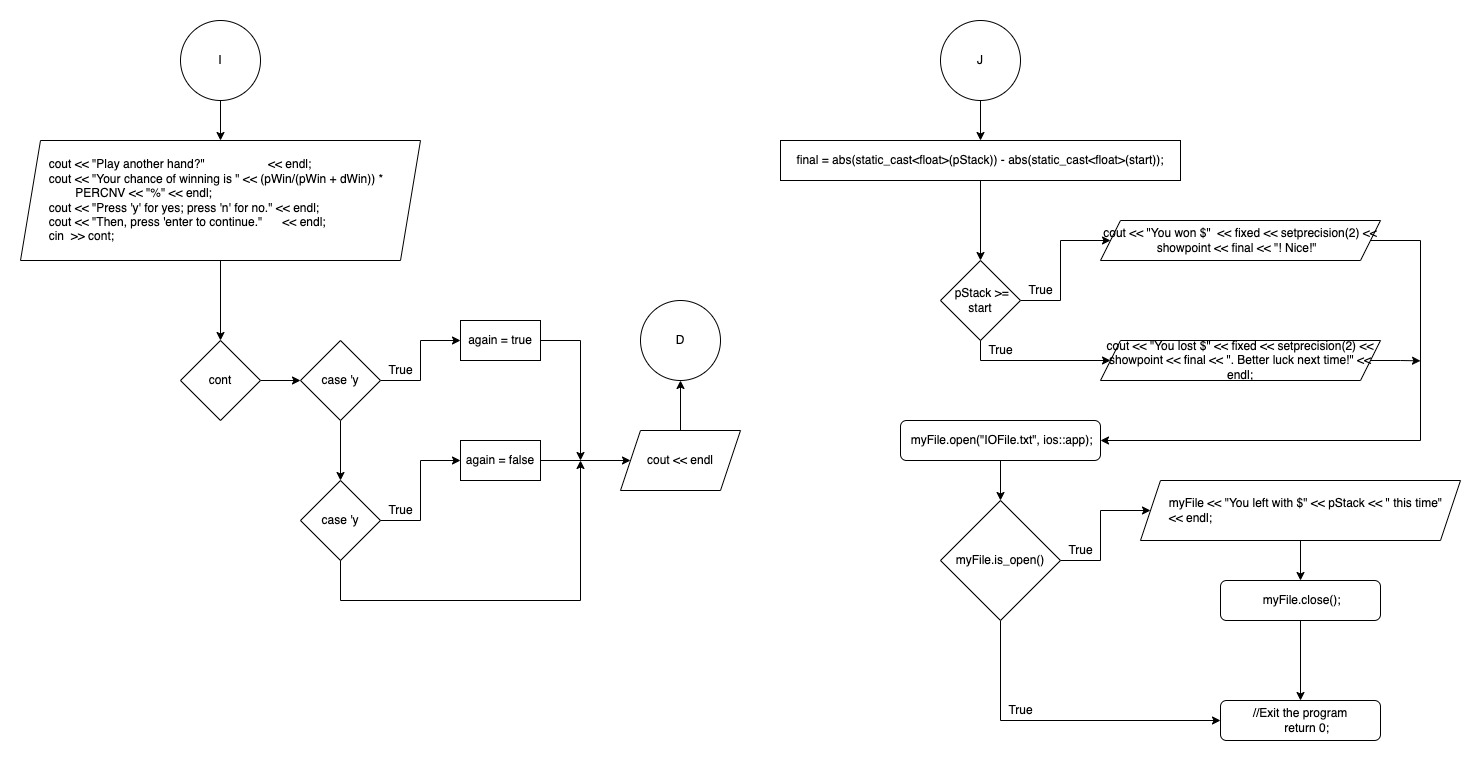 I
cout << "Play another hand?" << endl;
cout << "Your chance of winning is " << (pWin/(pWin + dWin)) *
PERCNV << "%" << endl;
cout << "Press 'y' for yes; press 'n' for no." << endl;
cout << "Then, press 'enter to continue." << endl;
cin >> cont;
cont
case 'y
True
again = true
case 'y
True
again = false
cout << endl
D
J
final = abs(static_cast<float>(pStack)) - abs(static_cast<float>(start));
pStack >=
start
True
cout << "You won $" << fixed << setprecision(2) <<
showpoint << final << "! Nice!"
True
cout << "You lost $" << fixed << setprecision(2) <<
showpoint << final << ". Better luck next time!" <<
endl;
myFile.open("IOFile.txt", ios::app);
myFile.is_open()
True
myFile << "You left with $" << pStack << " this time"
<< endl;
myFile.close();
True
//Exit the program
return 0;